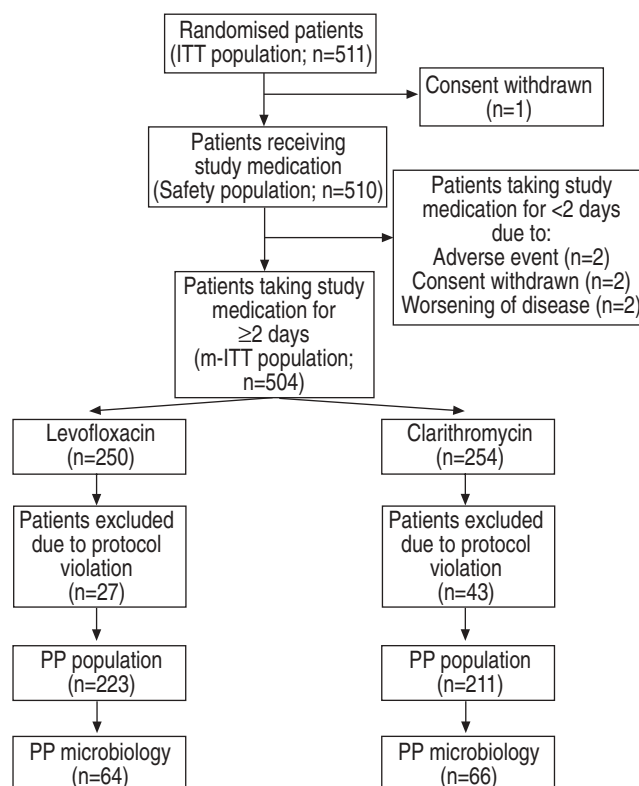 Randomised patients
(ITT population; n=511)
Consent withdrawn
(n=1)
Patients receiving
study medication
(Safety population; n=510)
Patients taking study
medication for <2 days
due to:
Adverse event (n=2)
Consent withdrawn (n=2)
Worsening of disease (n=2)
Patients taking study
medication for
≥2 days
(m-ITT population;
n=504)
Levofloxacin
(n=250)
Clarithromycin
(n=254)
Patients excluded
due to protocol
violation
(n=27)
Patients excluded
due to protocol
violation
(n=43)
PP population
(n=223)
PP population
(n=211)
PP microbiology
(n=64)
PP microbiology
(n=66)